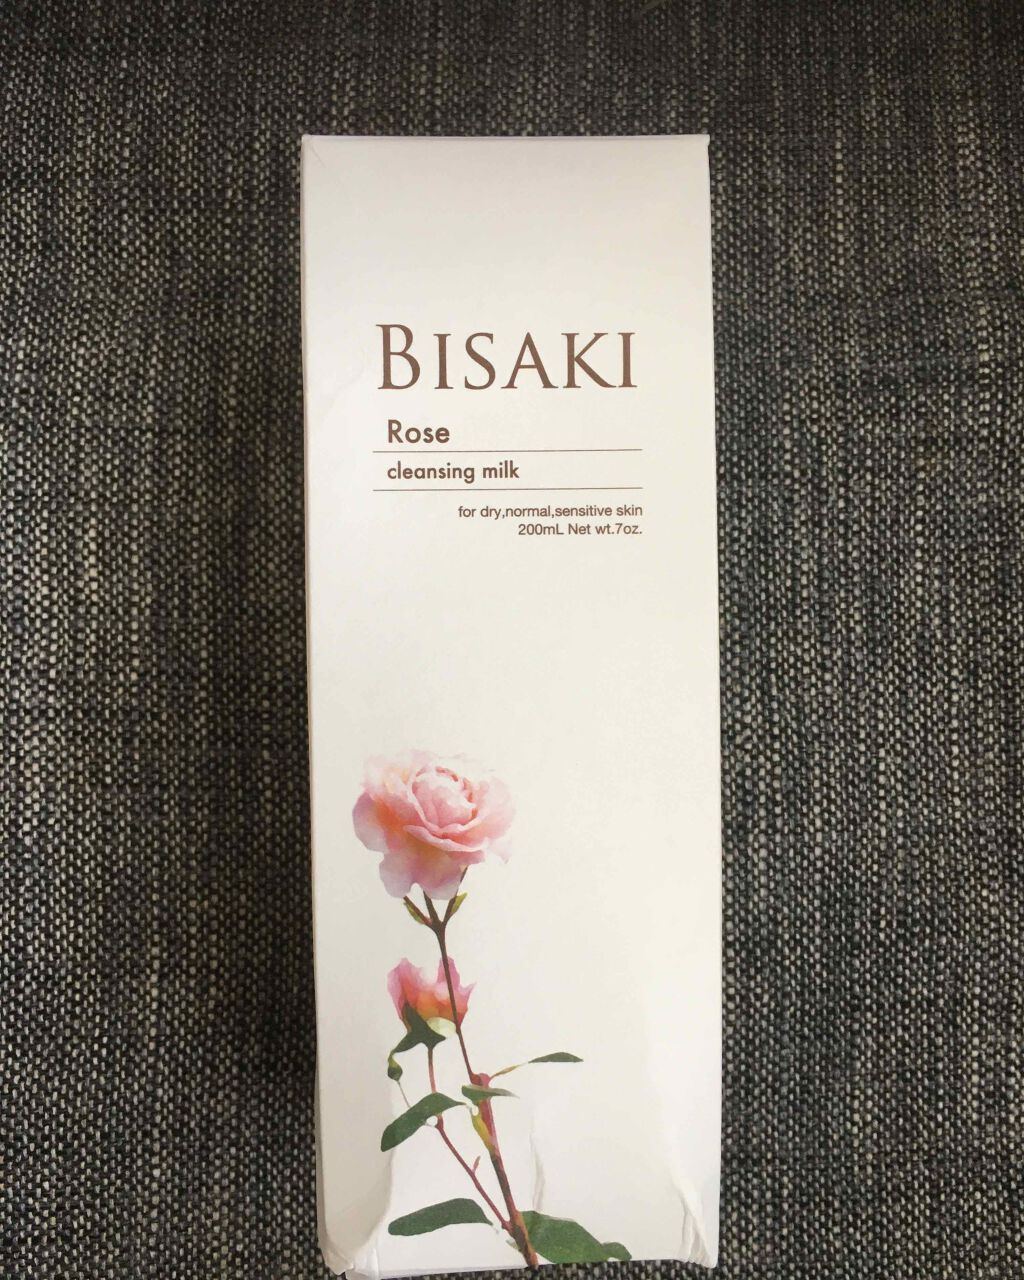 BISAKI
Rose
cleansing milk
for dry,normal,sensitive skin
200mL Net wt.7oz.